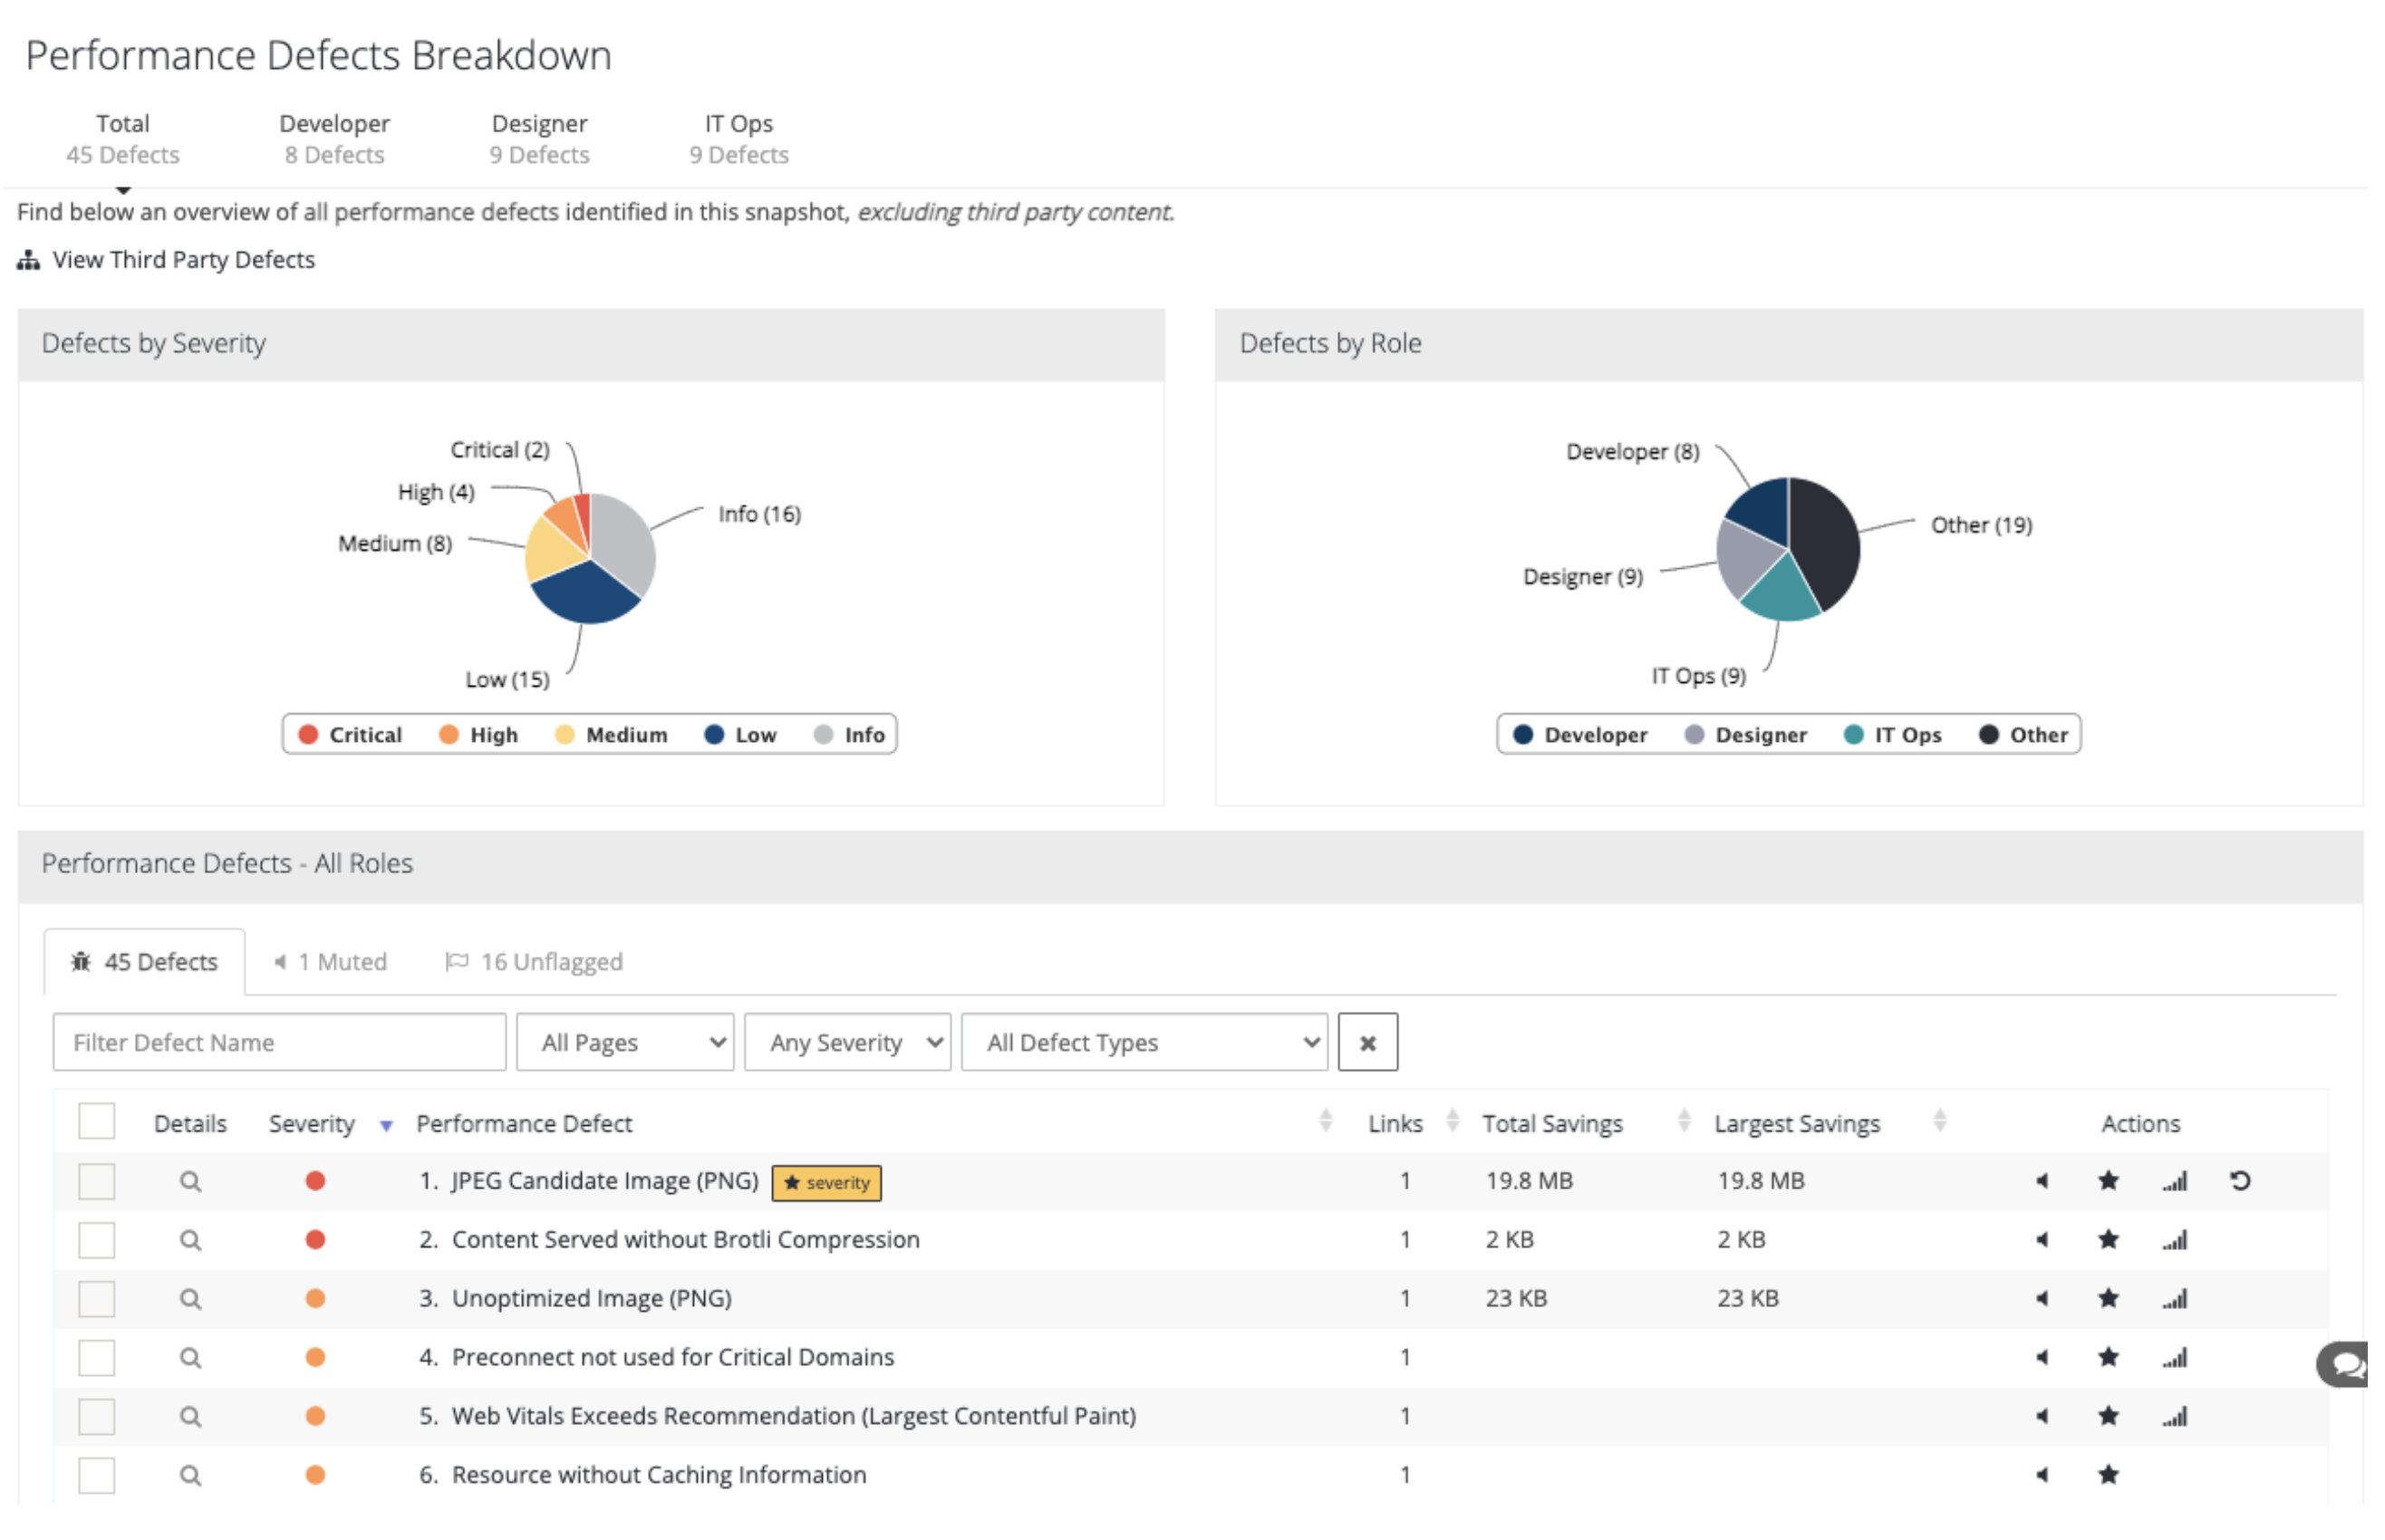 Performance Defects Breakdown
Total Developer Designer IT Ops
45 Defects 8 Defects 9 Defects 9 Defects
Find below an overview of all performance defects identified in this snapshot, excluding third party content.
View Third Party Defects
Defects by Severity
Critical (2)
High (4)
Info (16)
Medium (8)
Low (15)
Critical High Medium Low Info
Defects by Role
Developer (8)
Other (19)
Designer (9)
IT Ops (9)
Developer Designer IT Ops Other
Performance Defects - All Roles
45 Defects 1 Muted 16 Unflagged
Filter Defect Name All Pages Any Severity All Defect Types
Details Severity Performance Defect Links Total Savings Largest Savings Actions
1. JPEG Candidate Image (PNG) severity 1 19.8 MB 19.8 MB
2. Content Served without Brotli Compression 1 2 KB 2 KB
3. Unoptimized Image (PNG) 1 23 KB 23 KB
4. Preconnect not used for Critical Domains 1
5. Web Vitals Exceeds Recommendation (Largest Contentful Paint) 1
6. Resource without Caching Information 1